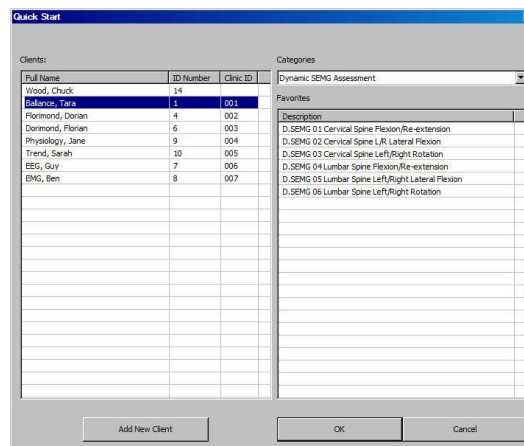 Quick Start
Clients:
Full Name ID Number Clinic ID
Wood, Chuck 14
Ballance, Tara 1 001
Florimond, Dorian 4 002
Dorimond, Florian 6 003
Physiology, Jane 9 004
Trend, Sarah 10 005
EEG, Guy 7 006
EMG, Ben 8 007
Add New Client
Categories
Dynamic SEMG Assessment
Favorites
Description
D.SEMG 01 Cervical Spine Flexion/Re-extension
D.SEMG 02 Cervical Spine L/R Lateral Flexion
D.SEMG 03 Cervical Spine Left/Right Rotation
D.SEMG 04 Lumbar Spine Flexion/Re-extension
D.SEMG 05 Lumbar Spine Left/Right Lateral Flexion
D.SEMG 06 Lumbar Spine Left/Right Rotation
OK Cancel